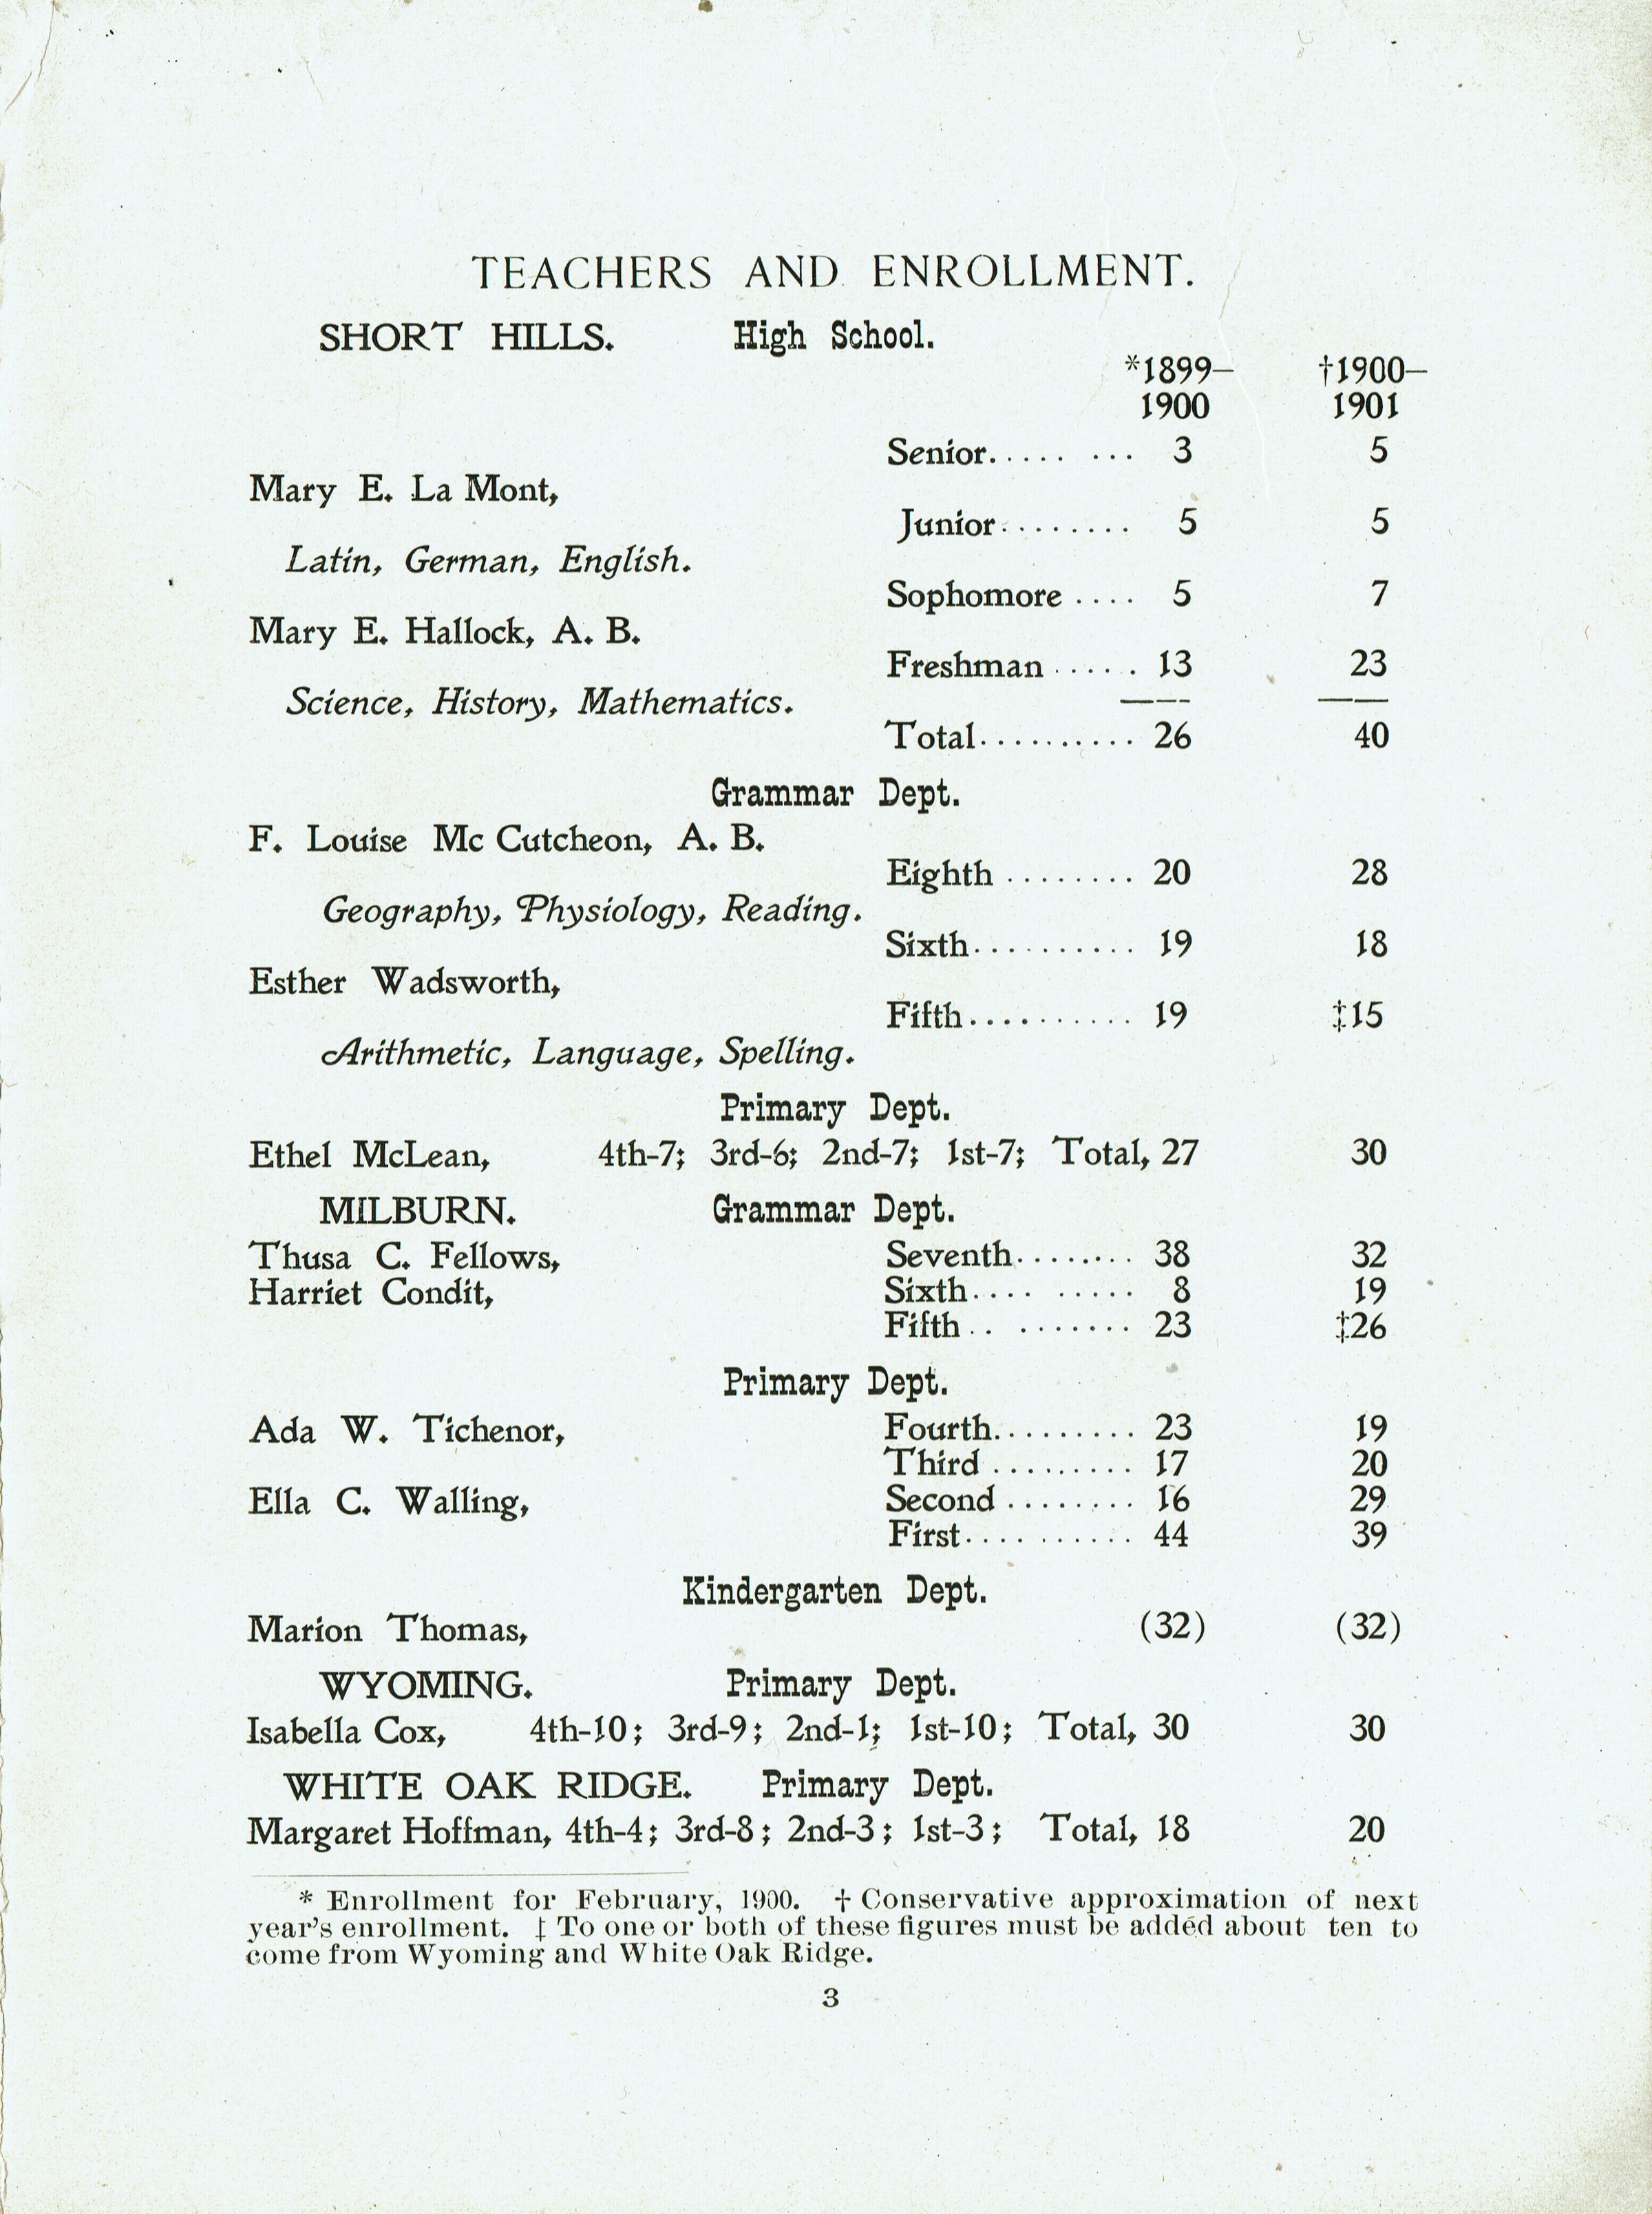 TEACHERS AND ENROLLMENT.
SHORT HILLS. High School.
*1899– †1900–
1900 1901
Senior..... ... 3 5
Mary E. La Mont,
Junior........ 5 5
Latin, German, English.
Sophomore .... 5 7
Mary E. Hallock, A. B.
Freshman ..... 13 23
Science, History, Mathematics.
Total.......... 26 40
Grammar Dept.
F. Louise Mc Cutcheon, A. B.
Eighth ........ 20 28
Geography, Physiology, Reading.
Sixth.......... 19 18
Esther Wadsworth,
Fifth.......... 19 ‡15
Arithmetic, Language, Spelling.
Primary Dept.
Ethel McLean, 4th-7; 3rd-6; 2nd-7; 1st-7; Total, 27 30
MILBURN. Grammar Dept.
Thusa C. Fellows, Seventh........ 38 32
Harriet Condit, Sixth.... ..... 8 19
Fifth.. ....... 23 ‡26
Primary Dept.
Ada W. Tichenor, Fourth......... 23 19
Third ......... 17 20
Ella C. Walling, Second ........ 16 29
First.......... 44 39
Kindergarten Dept.
Marion Thomas, (32) (32)
WYOMING. Primary Dept.
Isabella Cox, 4th-10; 3rd-9; 2nd-1; 1st-10; Total, 30 30
WHITE OAK RIDGE. Primary Dept.
Margaret Hoffman, 4th-4; 3rd-8; 2nd-3; 1st-3; Total, 18 20
* Enrollment for February, 1900. † Conservative approximation of next
year's enrollment. ‡ To one or both of these figures must be added about ten to
come from Wyoming and White Oak Ridge.
3